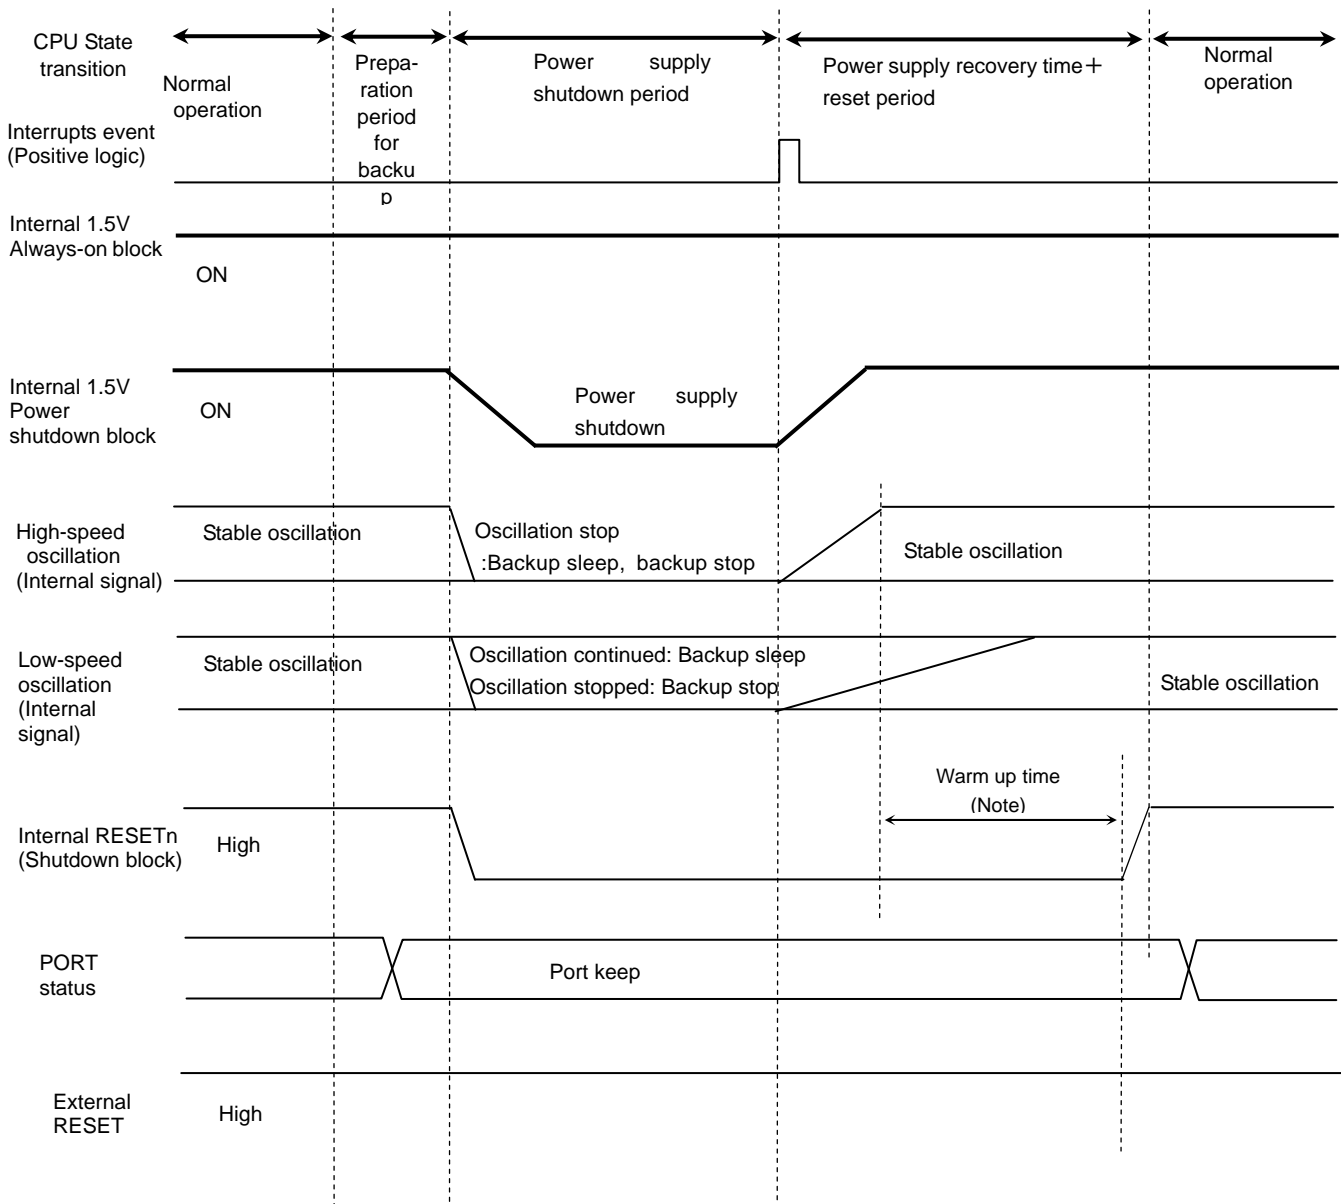 CPU State
transition
Normal
operation
Prepa-
ration
period
for
backu
p
Power supply
shutdown period
Power supply recovery time＋
reset period
Normal
operation
Interrupts event
(Positive logic)
Internal 1.5V
Always-on block
ON
Internal 1.5V
Power
shutdown block
ON
Power supply
shutdown
High-speed
oscillation
(Internal signal)
Stable oscillation
Oscillation stop
:Backup sleep, backup stop
Stable oscillation
Low-speed
oscillation
(Internal
signal)
Stable oscillation
Oscillation continued: Backup sleep
Oscillation stopped: Backup stop
Stable oscillation
Warm up time
(Note)
Internal RESETn
(Shutdown block)
High
PORT
status
Port keep
External
RESET
High